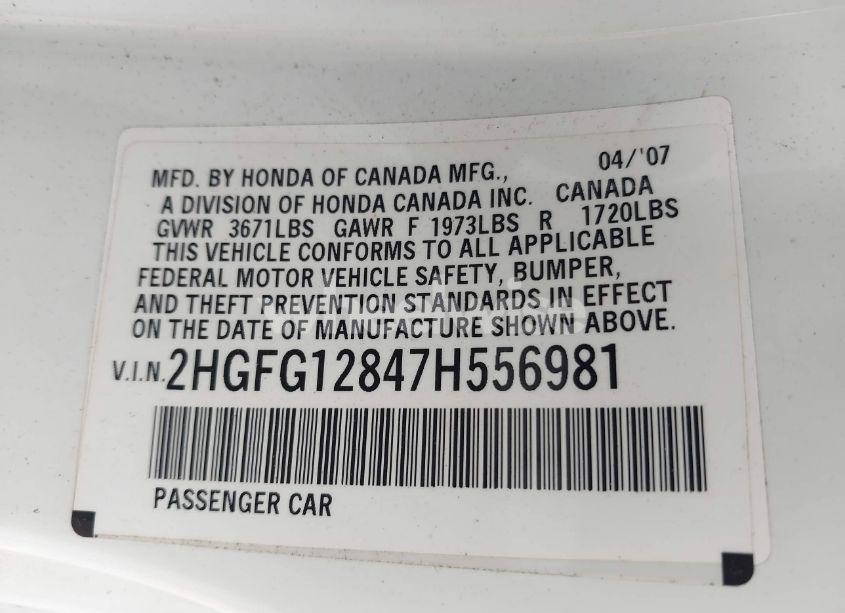 MFD. BY HONDA OF CANADA MFG., 04/'07
A DIVISION OF HONDA CANADA INC. CANADA
GVWR 3671LBS GAWR F 1973LBS R 1720LBS
THIS VEHICLE CONFORMS TO ALL APPLICABLE
FEDERAL MOTOR VEHICLE SAFETY, BUMPER,
AND THEFT PREVENTION STANDARDS IN EFFECT
ON THE DATE OF MANUFACTURE SHOWN ABOVE.
V.I.N. 2HGFG12847H556981
PASSENGER CAR